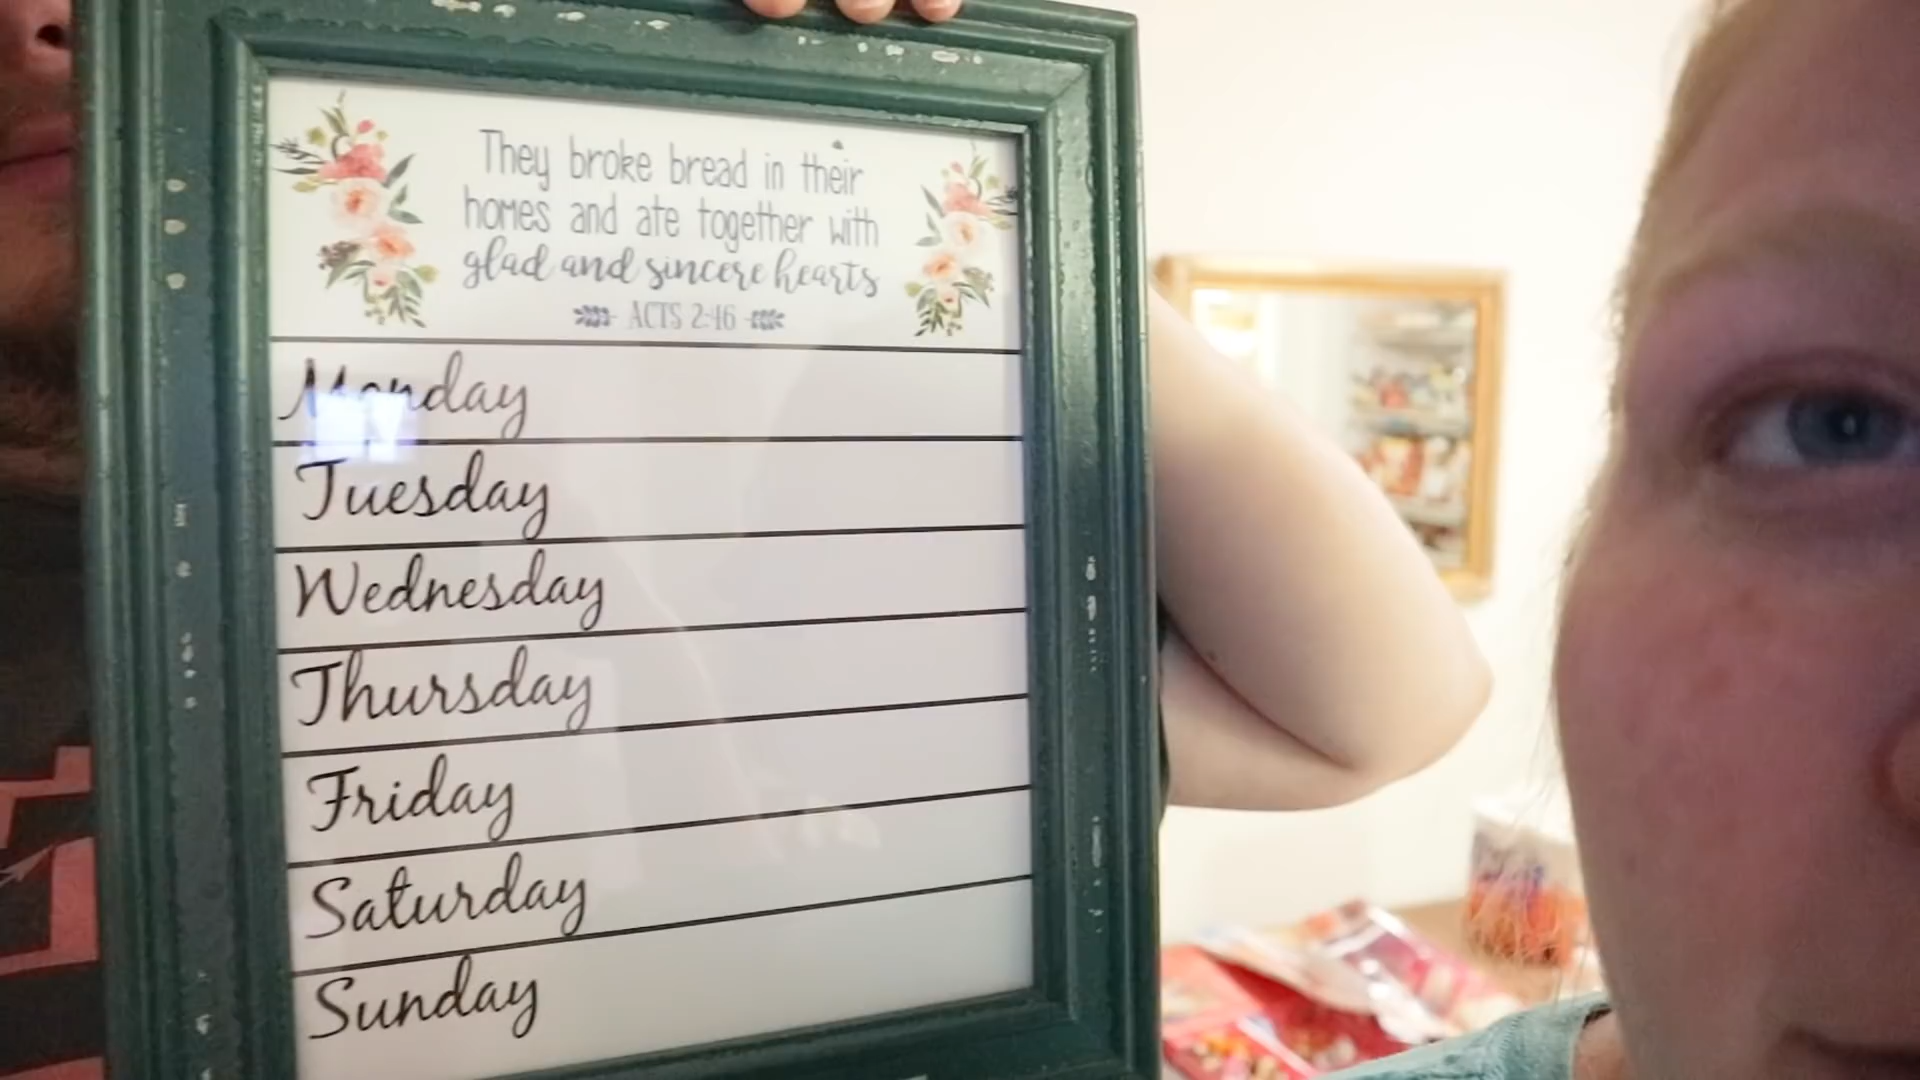 They broke bread in their
homes and ate together with
glad and sincere hearts
ACTS 2:46
Monday
Tuesday
Wednesday
Thursday
Friday
Saturday
Sunday